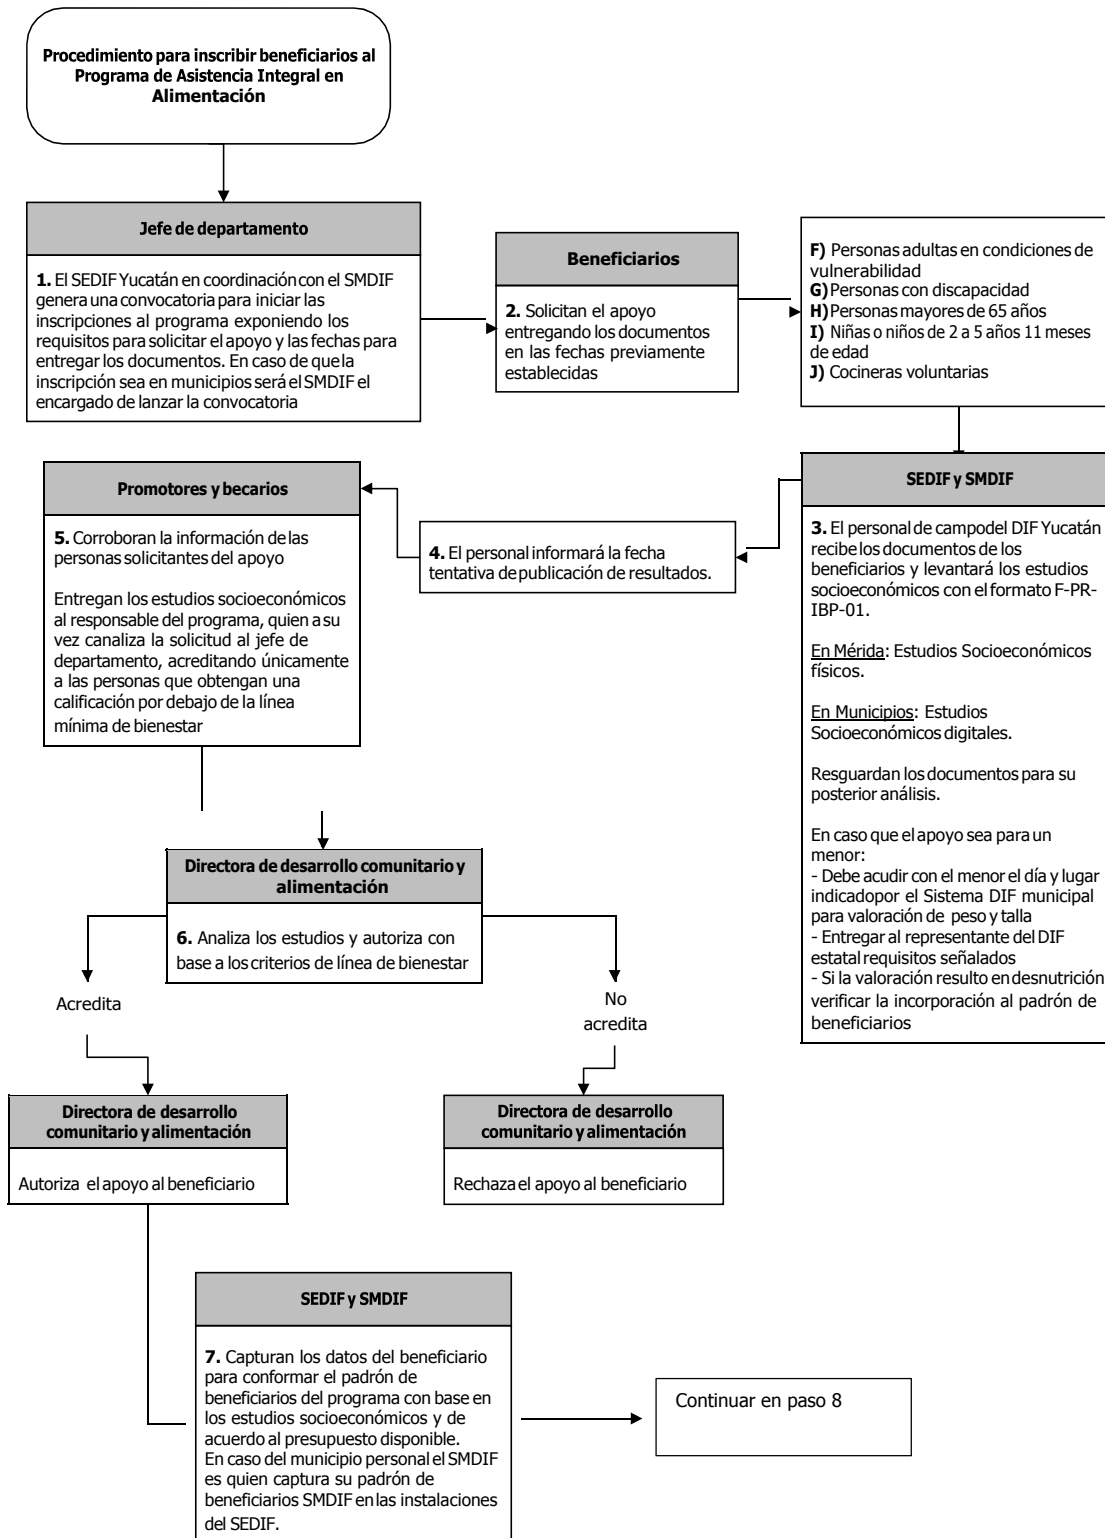 Procedimiento para inscribir beneficiarios al
Programa de Asistencia Integral en
Alimentación
Jefe de departamento
1. El SEDIF Yucatán en coordinación con el SMDIF
genera una convocatoria para iniciar las
inscripciones al programa exponiendo los
requisitos para solicitar el apoyo y las fechas para
entregar los documentos. En caso de que la
inscripción sea en municipios será el SMDIF el
encargado de lanzar la convocatoria
Beneficiarios
2. Solicitan el apoyo
entregando los documentos
en las fechas previamente
establecidas
F) Personas adultas en condiciones de
vulnerabilidad
G) Personas con discapacidad
H) Personas mayores de 65 años
I) Niñas o niños de 2 a 5 años 11 meses
de edad
J) Cocineras voluntarias
SEDIF y SMDIF
3. El personal de campo del DIF Yucatán
recibe los documentos de los
beneficiarios y levantará los estudios
socioeconómicos con el formato F-PR-
IBP-01.
En Mérida: Estudios Socioeconómicos
físicos.
En Municipios: Estudios
Socioeconómicos digitales.
Resguardan los documentos para su
posterior análisis.
En caso que el apoyo sea para un
menor:
- Debe acudir con el menor el día y lugar
indicado por el Sistema DIF municipal
para valoración de peso y talla
- Entregar al representante del DIF
estatal requisitos señalados
- Si la valoración resulto en desnutrición
verificar la incorporación al padrón de
beneficiarios
4. El personal informará la fecha
tentativa de publicación de resultados.
Promotores y becarios
5. Corroboran la información de las
personas solicitantes del apoyo
Entregan los estudios socioeconómicos
al responsable del programa, quien a su
vez canaliza la solicitud al jefe de
departamento, acreditando únicamente
a las personas que obtengan una
calificación por debajo de la línea
mínima de bienestar
Directora de desarrollo comunitario y
alimentación
6. Analiza los estudios y autoriza con
base a los criterios de línea de bienestar
Acredita
No
acredita
Directora de desarrollo
comunitario y alimentación
Autoriza el apoyo al beneficiario
Directora de desarrollo
comunitario y alimentación
Rechaza el apoyo al beneficiario
SEDIF y SMDIF
7. Capturan los datos del beneficiario
para conformar el padrón de
beneficiarios del programa con base en
los estudios socioeconómicos y de
acuerdo al presupuesto disponible.
En caso del municipio personal el SMDIF
es quien captura su padrón de
beneficiarios SMDIF en las instalaciones
del SEDIF.
Continuar en paso 8